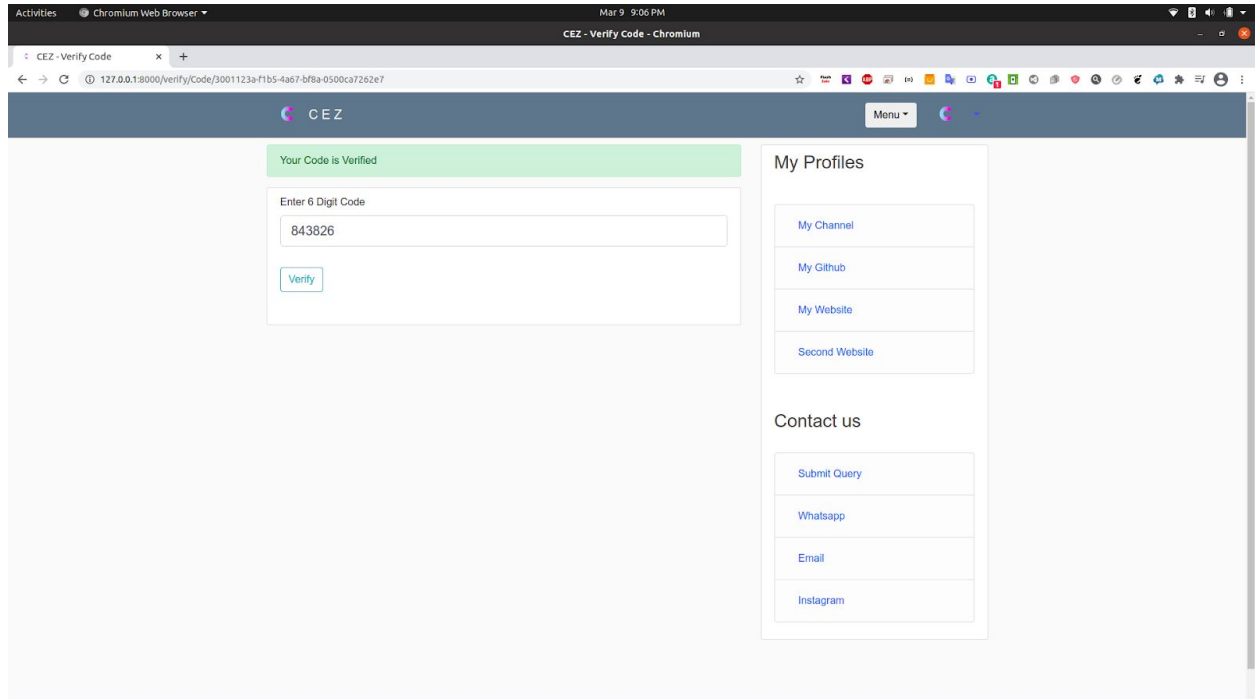 Activities Chromium Web Browser Mar 9 9:06 PM
CEZ - Verify Code - Chromium
CEZ - Verify Code
127.0.0.1:8000/verify/Code/3001123a-f1b5-4a67-bf8a-0500ca7262e7
CEZ
Menu
Your Code is Verified
Enter 6 Digit Code
843826
Verify
My Profiles
My Channel
My Github
My Website
Second Website
Contact us
Submit Query
Whatsapp
Email
Instagram